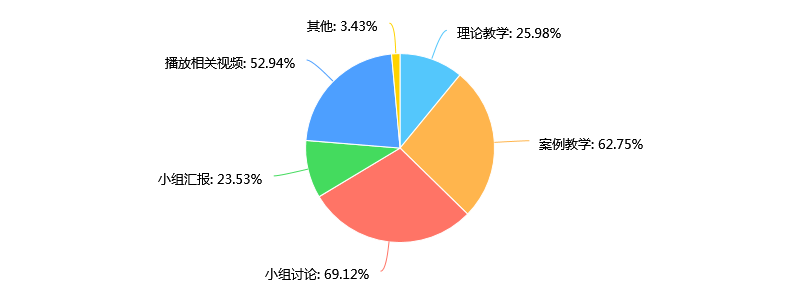 其他: 3.43%
理论教学: 25.98%
播放相关视频: 52.94%
案例教学: 62.75%
小组汇报: 23.53%
小组讨论: 69.12%